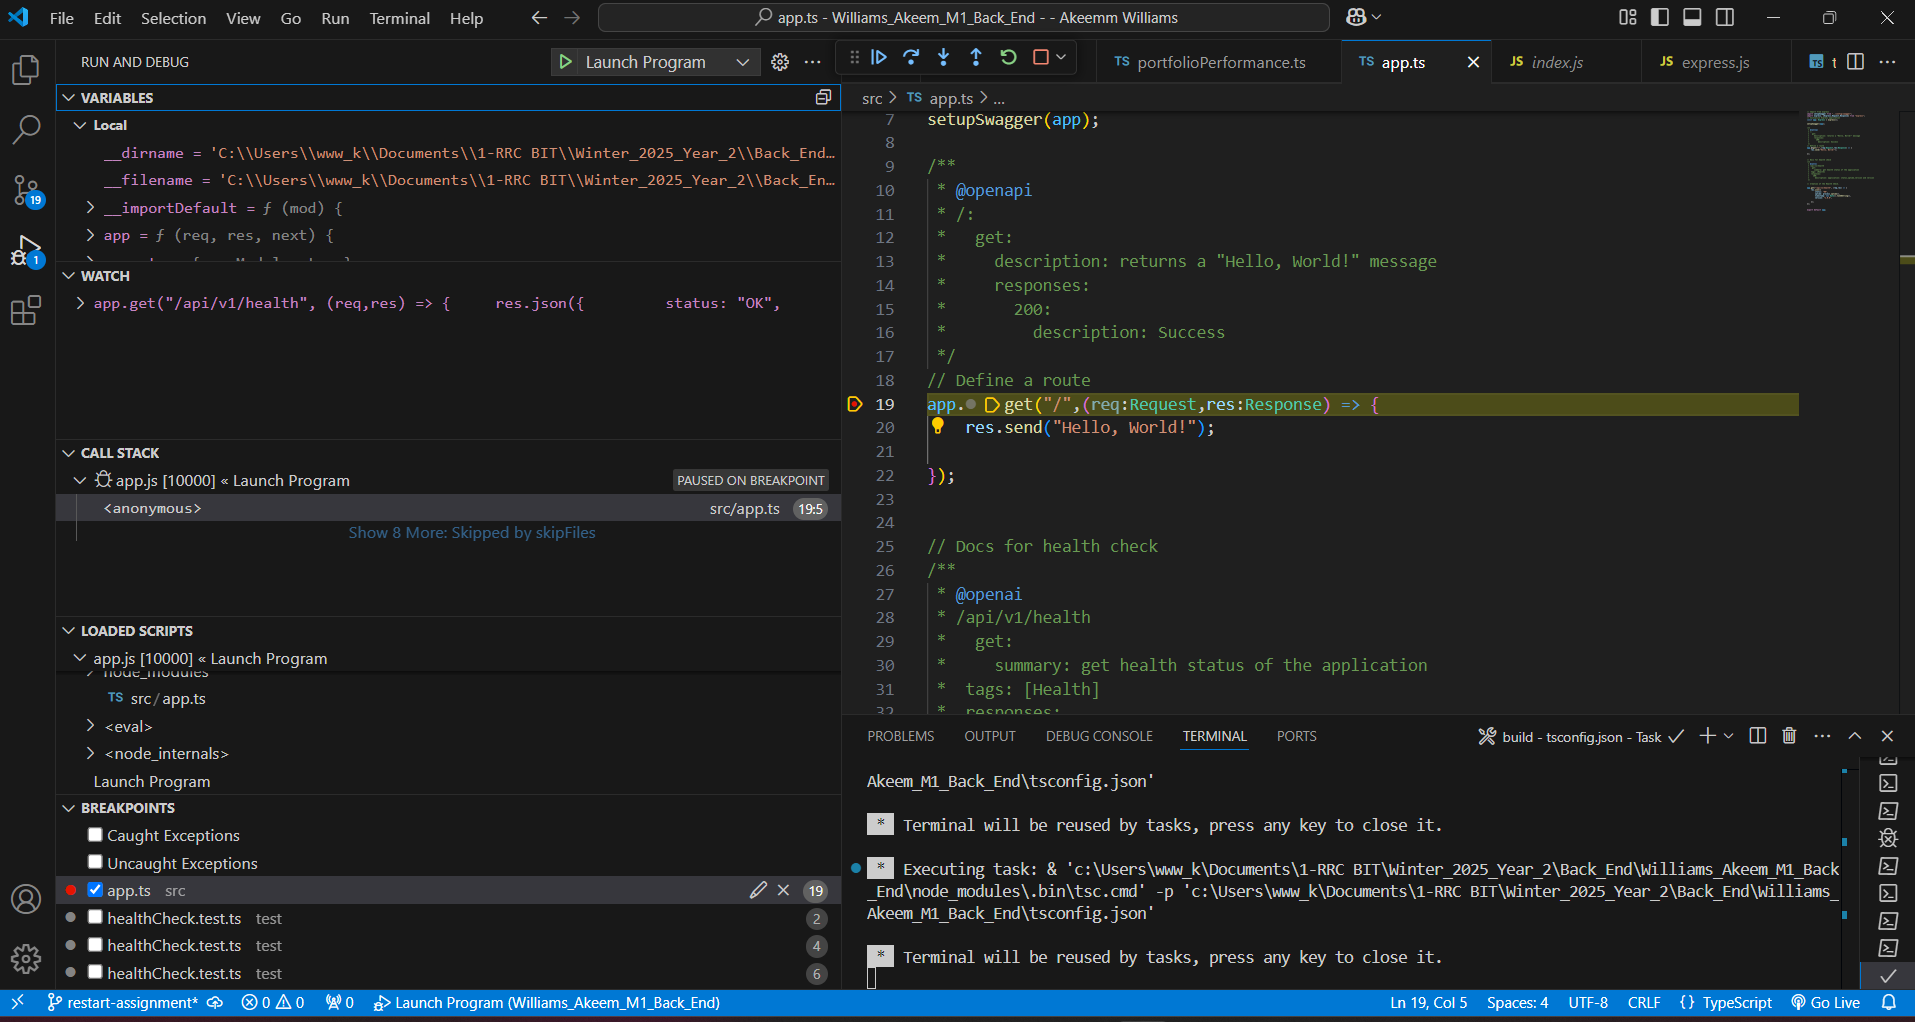 File Edit Selection View Go Run Terminal Help
app.ts - Williams_Akeem_M1_Back_End - - Akeemm Williams
RUN AND DEBUG
Launch Program
VARIABLES
Local
__dirname = 'C:\\Users\\www_k\\Documents\\1-RRC BIT\\Winter_2025_Year_2\\Back_End…
__filename = 'C:\\Users\\www_k\\Documents\\1-RRC BIT\\Winter_2025_Year_2\\Back_En…
__importDefault = ƒ (mod) {
app = ƒ (req, res, next) {
WATCH
app.get("/api/v1/health", (req,res) => { res.json({ status: "OK",
CALL STACK
app.js [10000] « Launch Program
PAUSED ON BREAKPOINT
<anonymous>
src/app.ts 19:5
Show 8 More: Skipped by skipFiles
LOADED SCRIPTS
app.js [10000] « Launch Program
node_modules
TS src/app.ts
<eval>
<node_internals>
Launch Program
BREAKPOINTS
Caught Exceptions
Uncaught Exceptions
app.ts src 19
healthCheck.test.ts test 2
healthCheck.test.ts test 4
healthCheck.test.ts test 6
19
1
TS portfolioPerformance.ts
TS app.ts
JS index.js
JS express.js
TS t
src > TS app.ts > ...
7 setupSwagger(app);
8
9 /**
10 * @openapi
11 * /:
12 *   get:
13 *     description: returns a "Hello, World!" message
14 *     responses:
15 *       200:
16 *         description: Success
17 */
18 // Define a route
19 app.get("/",(req:Request,res:Response) => {
20     res.send("Hello, World!");
21
22 });
23
24
25 // Docs for health check
26 /**
27 * @openai
28 * /api/v1/health
29 *   get:
30 *     summary: get health status of the application
31 *  tags: [Health]
32 *  responses:
PROBLEMS OUTPUT DEBUG CONSOLE TERMINAL PORTS
build - tsconfig.json - Task
Akeem_M1_Back_End\tsconfig.json'
* Terminal will be reused by tasks, press any key to close it.
* Executing task: & 'c:\Users\www_k\Documents\1-RRC BIT\Winter_2025_Year_2\Back_End\Williams_Akeem_M1_Back
_End\node_modules\.bin\tsc.cmd' -p 'c:\Users\www_k\Documents\1-RRC BIT\Winter_2025_Year_2\Back_End\Williams_
Akeem_M1_Back_End\tsconfig.json'
* Terminal will be reused by tasks, press any key to close it.
restart-assignment* 0 0 0 Launch Program (Williams_Akeem_M1_Back_End)
Ln 19, Col 5 Spaces: 4 UTF-8 CRLF {} TypeScript Go Live